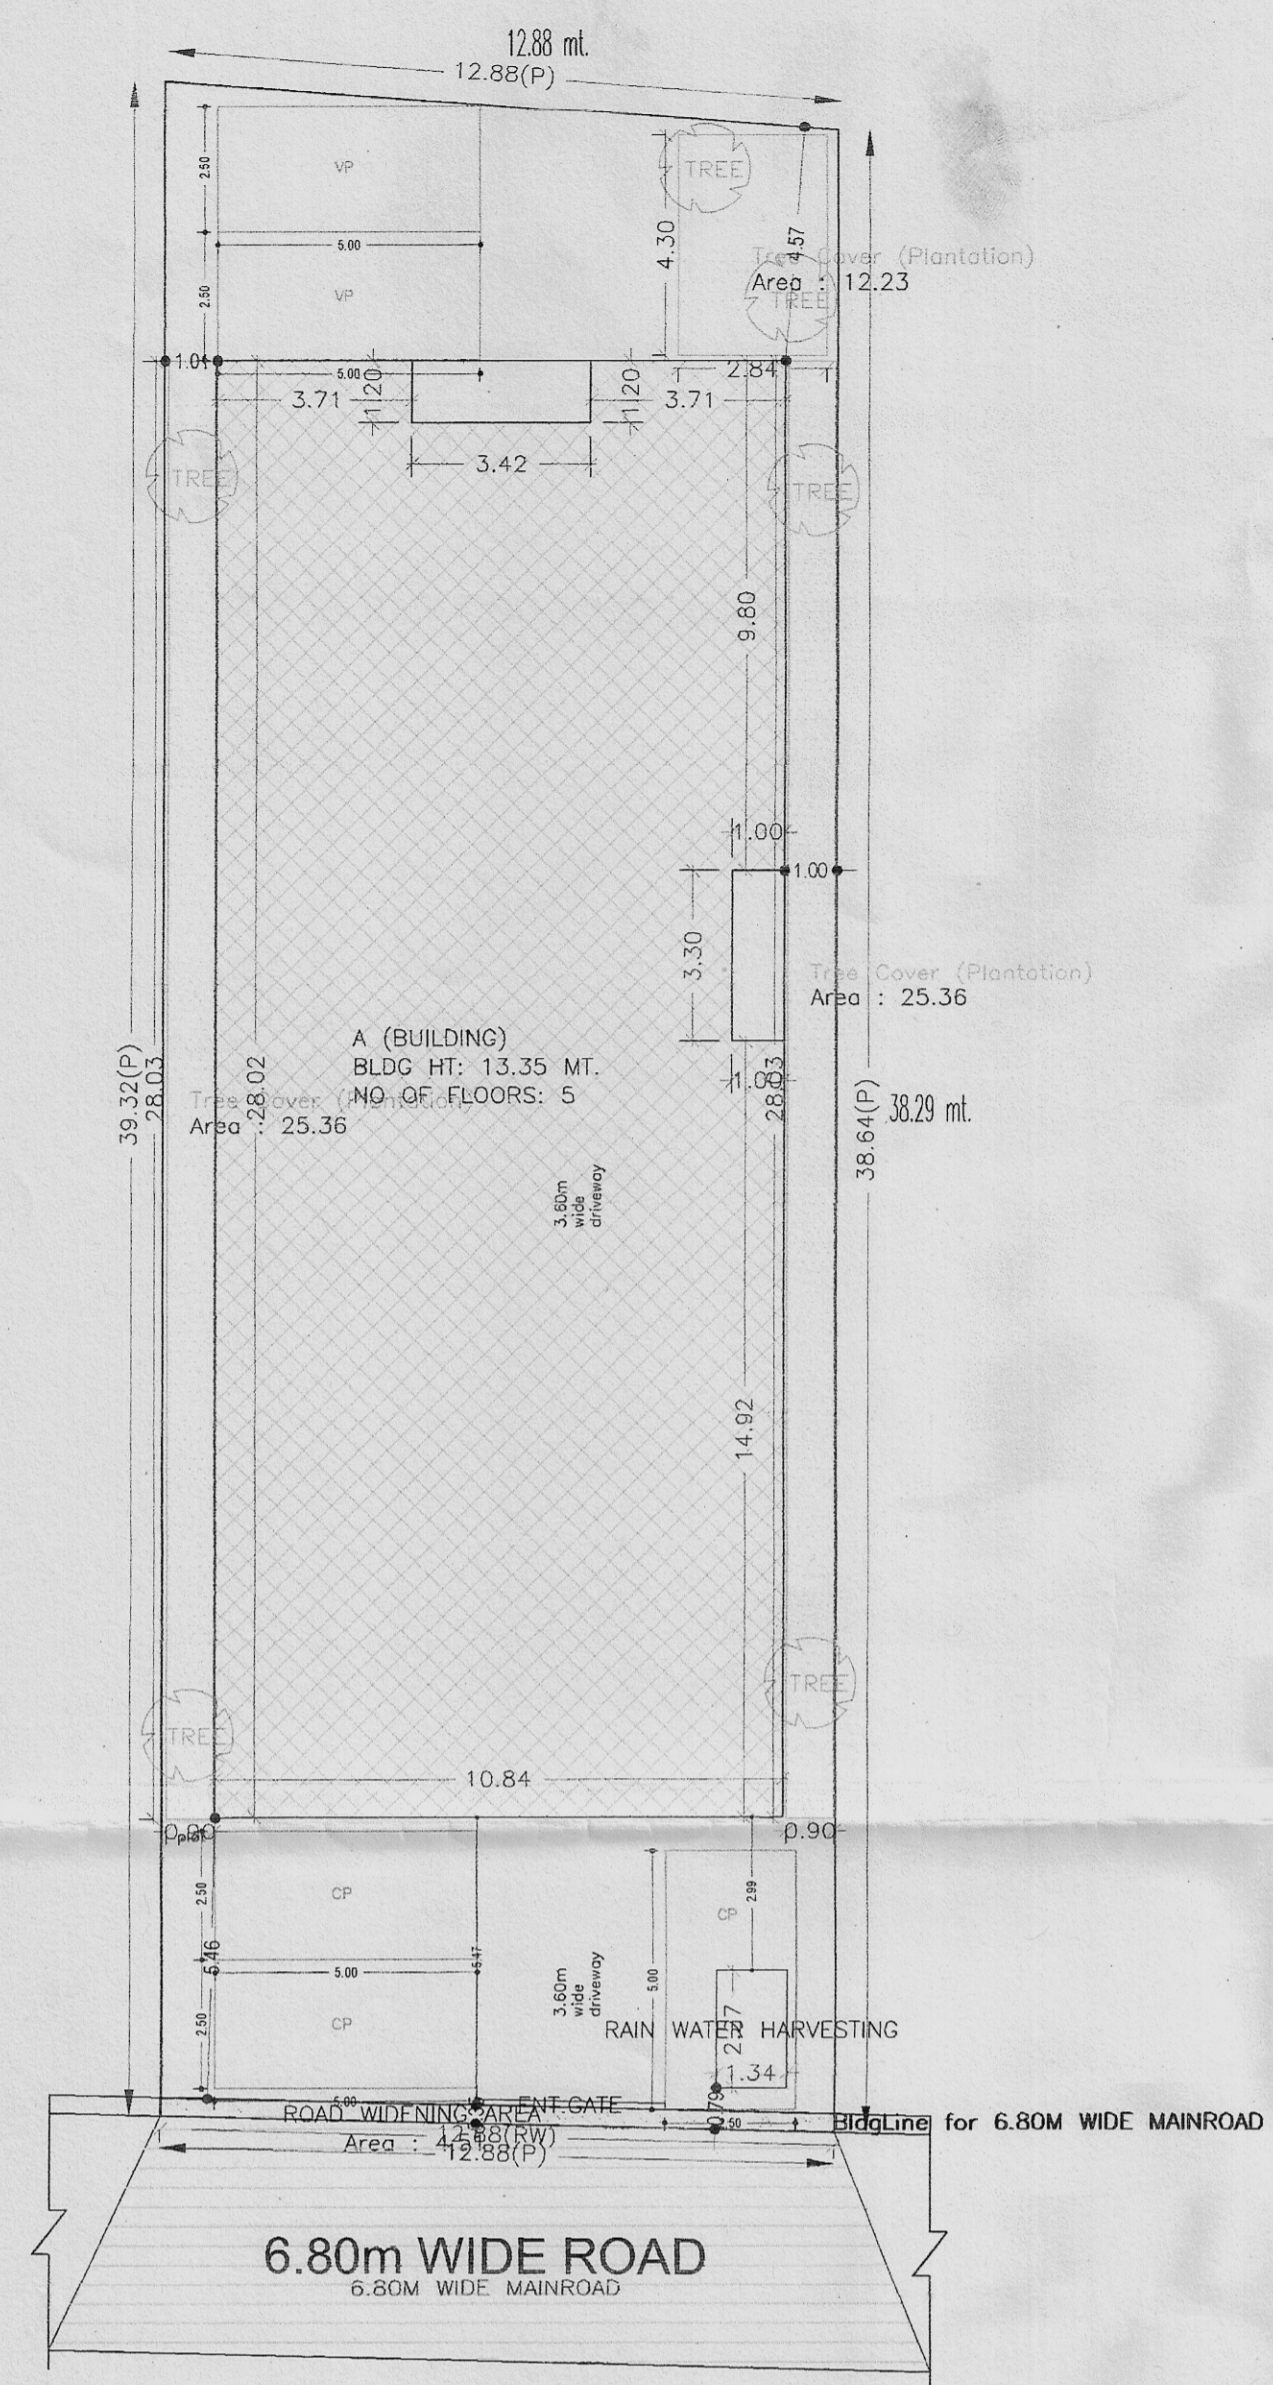 12.88 mt.
12.88(P)
2.50
VP
TREE
4.30
4.57
5.00
Tree Cover (Plantation)
Area : 12.23
2.50
VP
TREE
1.01
5.00
1.20
1.20
2.84
3.71
3.71
3.42
TREE
TREE
9.80
1.00
1.00
3.30
Tree Cover (Plantation)
Area : 25.36
A (BUILDING)
BLDG HT: 13.35 MT.
NO OF FLOORS: 5
39.32(P)
28.03
28.02
Tree Cover (Plantation)
Area : 25.36
1.00
28.03
38.64(P)
38.29 mt.
3.60m
wide
driveway
14.92
TREE
TREE
10.84
0.90
2.50
CP
2.99
CP
5.46
5.47
5.00
3.60m
wide
driveway
5.00
2.50
CP
RAIN WATER HARVESTING
2.27
1.34
5.00
ENT.GATE
0.79
ROAD WIDENING AREA
2.50
BldgLine for 6.80M WIDE MAINROAD
12.88(RW)
Area :
12.88(P)
6.80m WIDE ROAD
6.80M WIDE MAINROAD